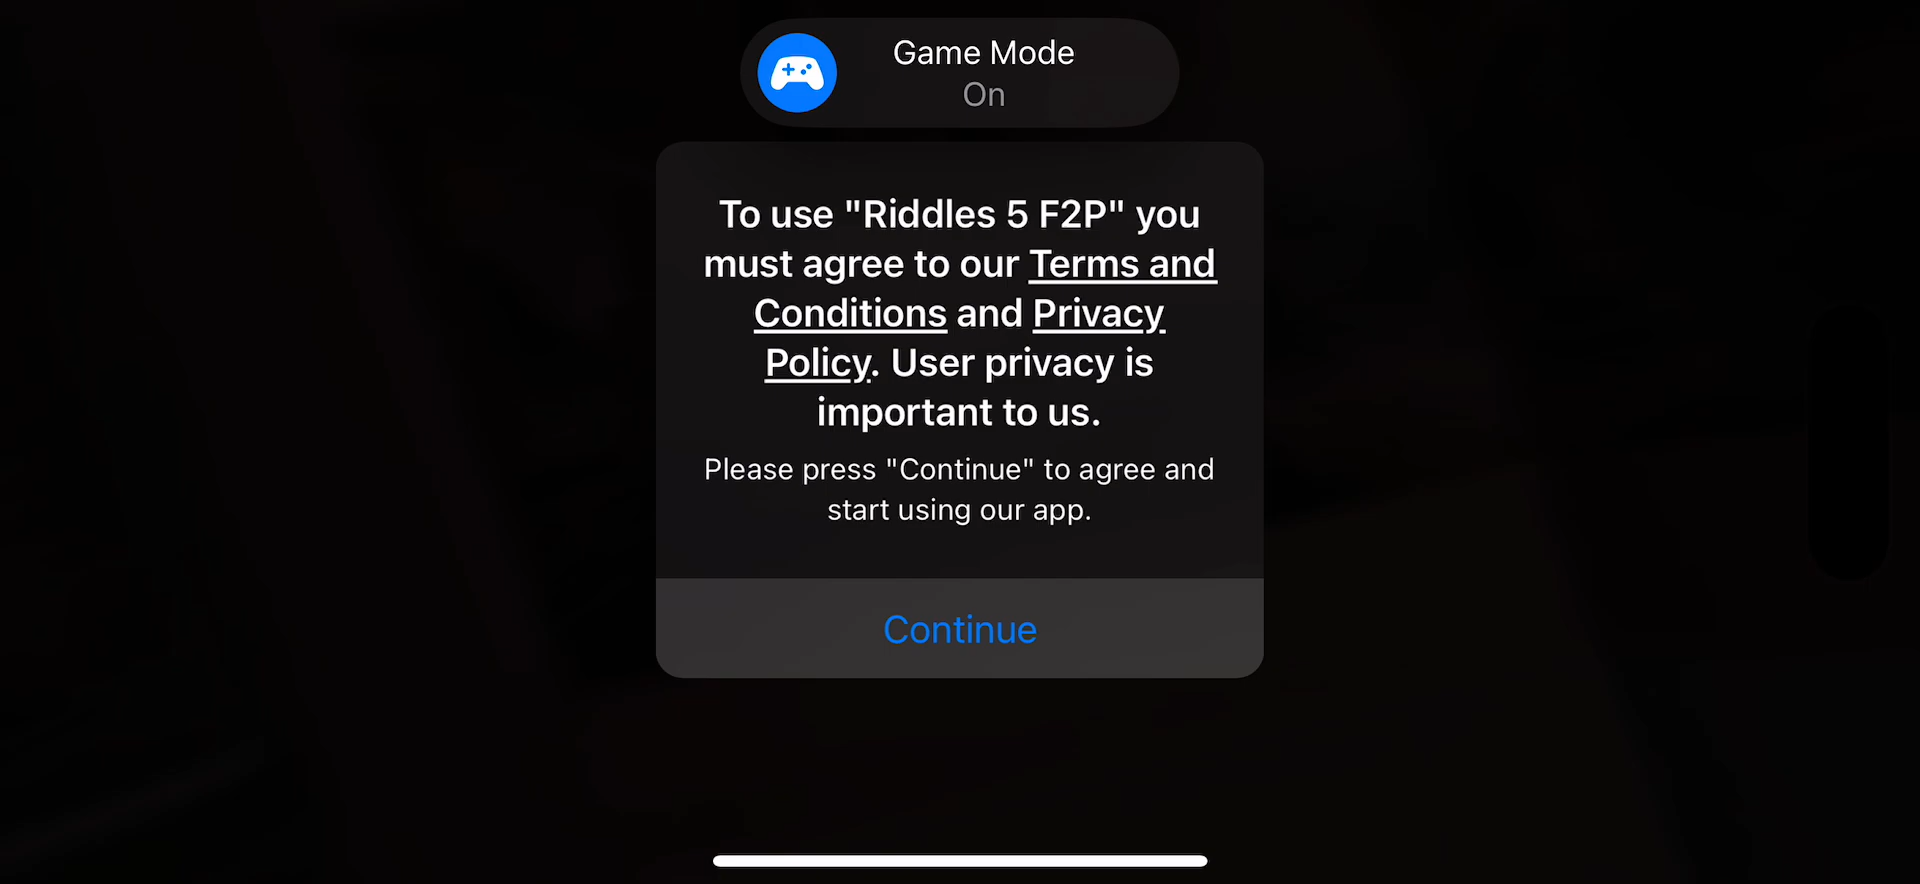 Game Mode
On
To use "Riddles 5 F2P" you
must agree to our Terms and
Conditions and Privacy
Policy. User privacy is
important to us.
Please press "Continue" to agree and
start using our app.
Continue